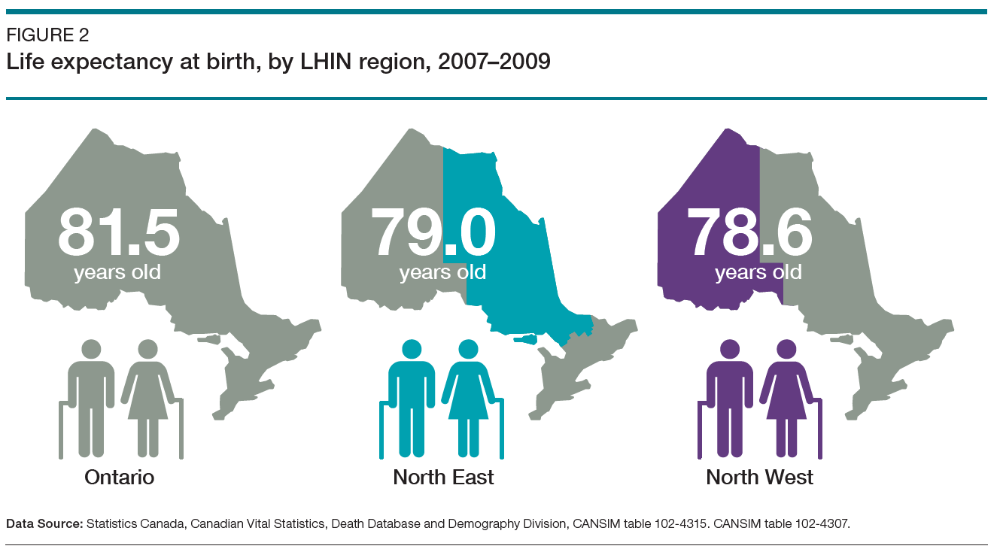 FIGURE 2
Life expectancy at birth, by LHIN region, 2007–2009
81.5
years old
79.0
years old
78.6
years old
Ontario
North East
North West
Data Source: Statistics Canada, Canadian Vital Statistics, Death Database and Demography Division, CANSIM table 102-4315. CANSIM table 102-4307.